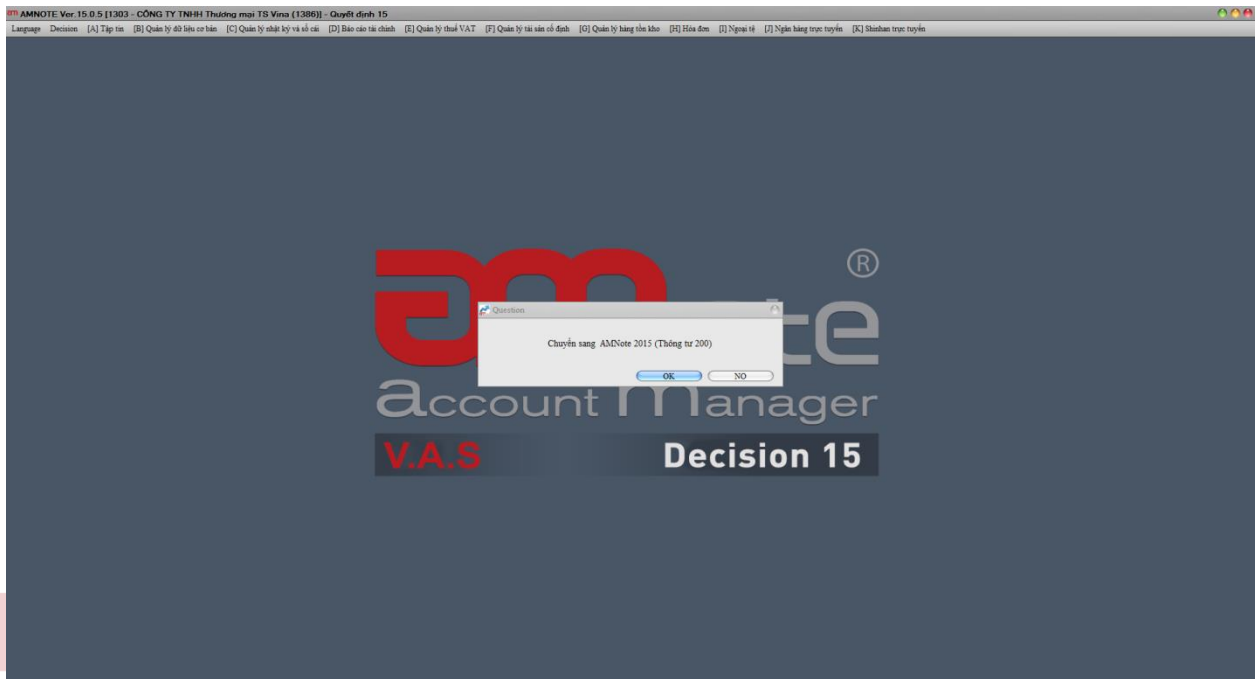 am AMNOTE Ver.15.0.5 [1303 - CÔNG TY TNHH Thương mại TS Vina (1386)] - Quyết định 15
Language Decision [A] Tập tin [B] Quản lý dữ liệu cơ bản [C] Quản lý nhật ký và sổ cái [D] Báo cáo tài chính [E] Quản lý thuế VAT [F] Quản lý tài sản cố định [G] Quản lý hàng tồn kho [H] Hóa đơn [I] Ngoại tệ [J] Ngân hàng trực tuyến [K] Shinhan trực tuyến
®
Question
Chuyển sang AMNote 2015 (Thông tư 200)
OK NO
account manager
V.A.S Decision 15